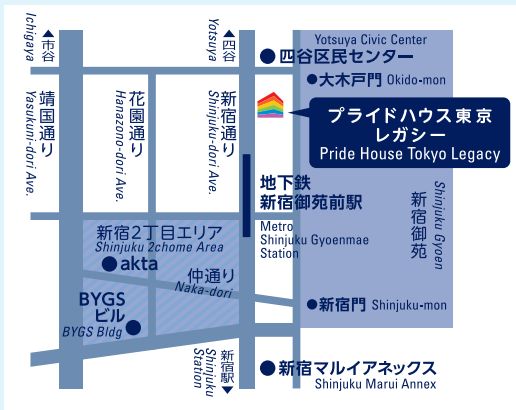 ▲市谷
Ichigaya
▲四谷
Yotsuya
Yotsuya Civic Center
四谷区民センター
大木戸門 Okido-mon
プライドハウス東京
レガシー
Pride House Tokyo Legacy
靖国通り
Yasukuni-dori Ave.
花園通り
Hanazono-dori Ave.
新宿通り
Shinjuku-dori Ave.
地下鉄
新宿御苑前駅
Metro
Shinjuku Gyoenmae
Station
新宿御苑
Shinjuku Gyoen
新宿2丁目エリア
Shinjuku 2chome Area
akta
仲通り
Naka-dori
BYGS
ビル
BYGS Bldg
新宿門 Shinjuku-mon
新宿駅▼
Shinjuku
Station
新宿マルイアネックス
Shinjuku Marui Annex